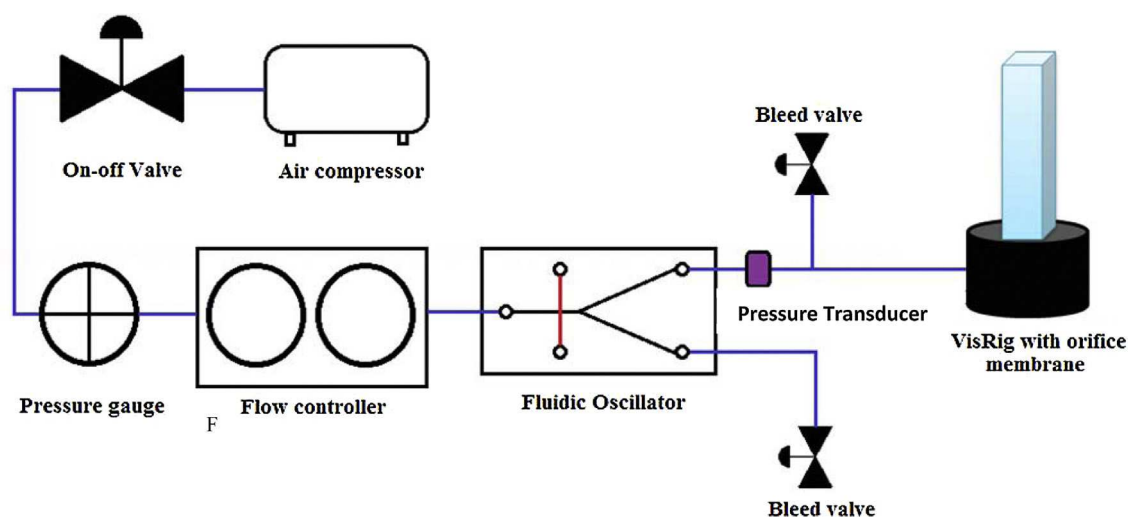 Bleed valve
On-off Valve
Air compressor
Pressure Transducer
VisRig with orifice
membrane
Pressure gauge
Flow controller
Fluidic Oscillator
F
Bleed valve